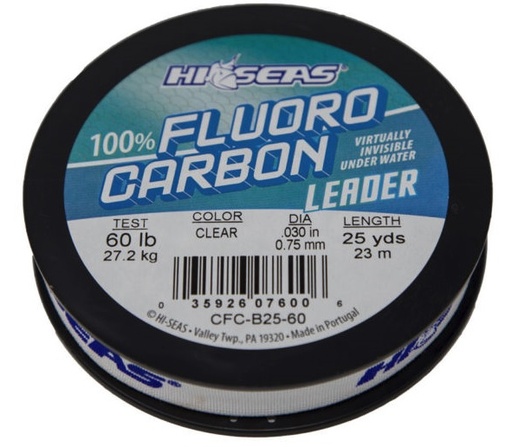 HI-SEAS
100% FLUORO
CARBON
VIRTUALLY
INVISIBLE
UNDER WATER
LEADER
TEST COLOR DIA LENGTH
60 lb CLEAR .030 in 25 yds
27.2 kg 0.75 mm 23 m
0 35926 07600 6
CFC-B25-60
© HI-SEAS • Valley Twp., PA 19320 • Made in Portugal
EAS®